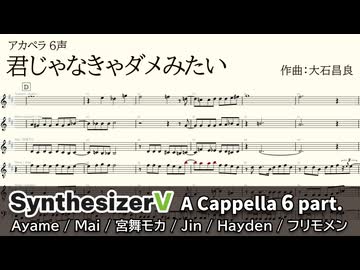 アカペラ 6声
君じゃなきゃダメみたい
作曲：大石昌良
D
SynthesizerV A Cappella 6 part.
Ayame / Mai / 宮舞モカ / Jin / Hayden / フリモメン